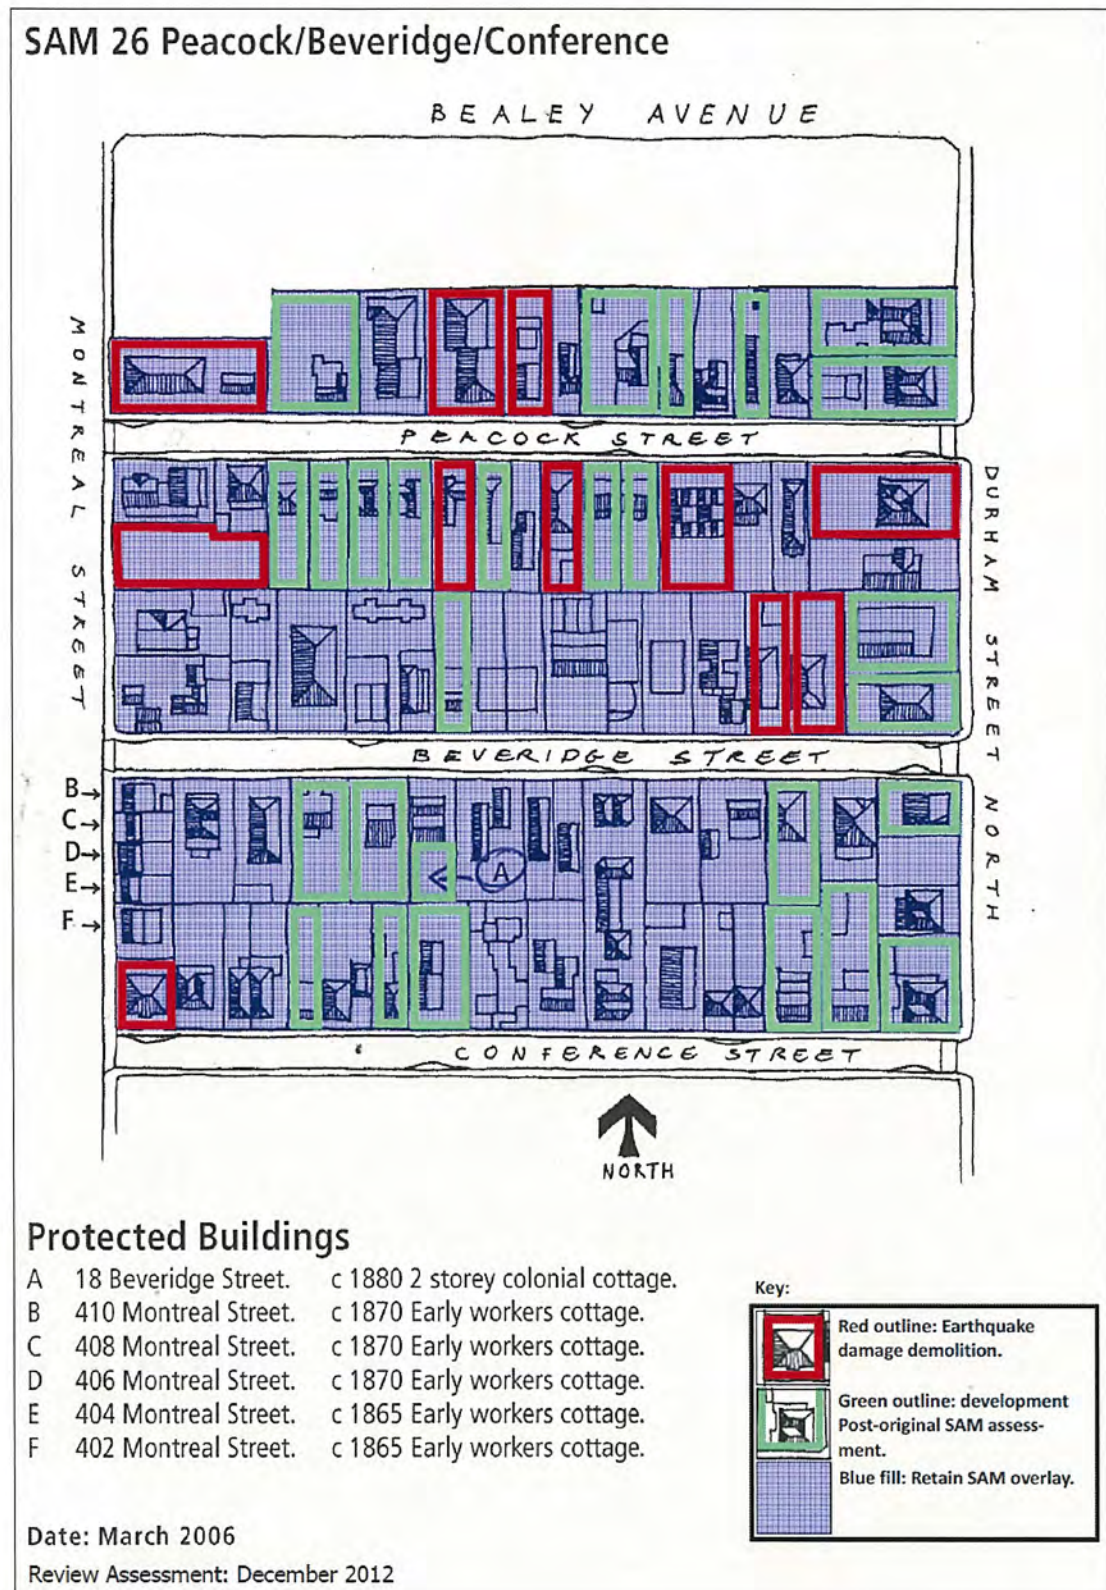 SAM 26 Peacock/Beveridge/Conference
BEALEY AVENUE
MONTREAL STREET
PEACOCK STREET
DURHAM STREET NORTH
BEVERIDGE STREET
B→
C→
D→
E→
F→
A
CONFERENCE STREET
NORTH
Protected Buildings
A 18 Beveridge Street. c 1880 2 storey colonial cottage.
B 410 Montreal Street. c 1870 Early workers cottage.
C 408 Montreal Street. c 1870 Early workers cottage.
D 406 Montreal Street. c 1870 Early workers cottage.
E 404 Montreal Street. c 1865 Early workers cottage.
F 402 Montreal Street. c 1865 Early workers cottage.
Key:
Red outline: Earthquake
damage demolition.
Green outline: development
Post-original SAM assess-
ment.
Blue fill: Retain SAM overlay.
Date: March 2006
Review Assessment: December 2012